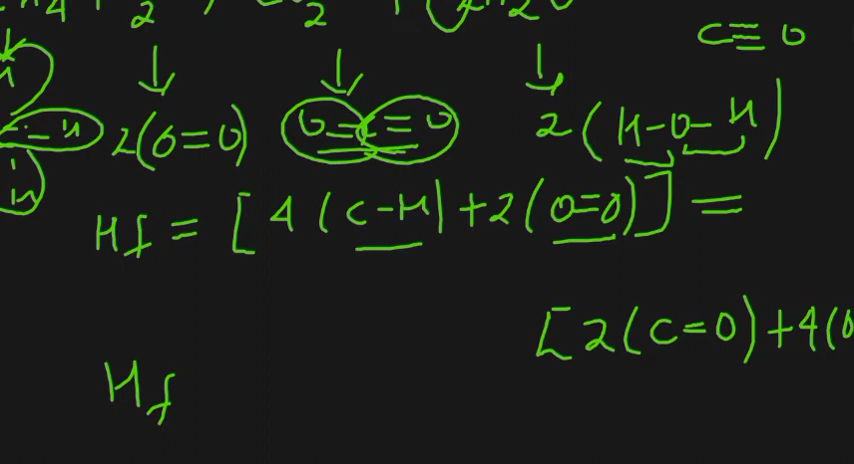 C≡O
2(O=O) O=C=O 2(H-O-H)
Hf = [4(C-H)+2(O=O)] =
[2(C=O)+4(O
Hf